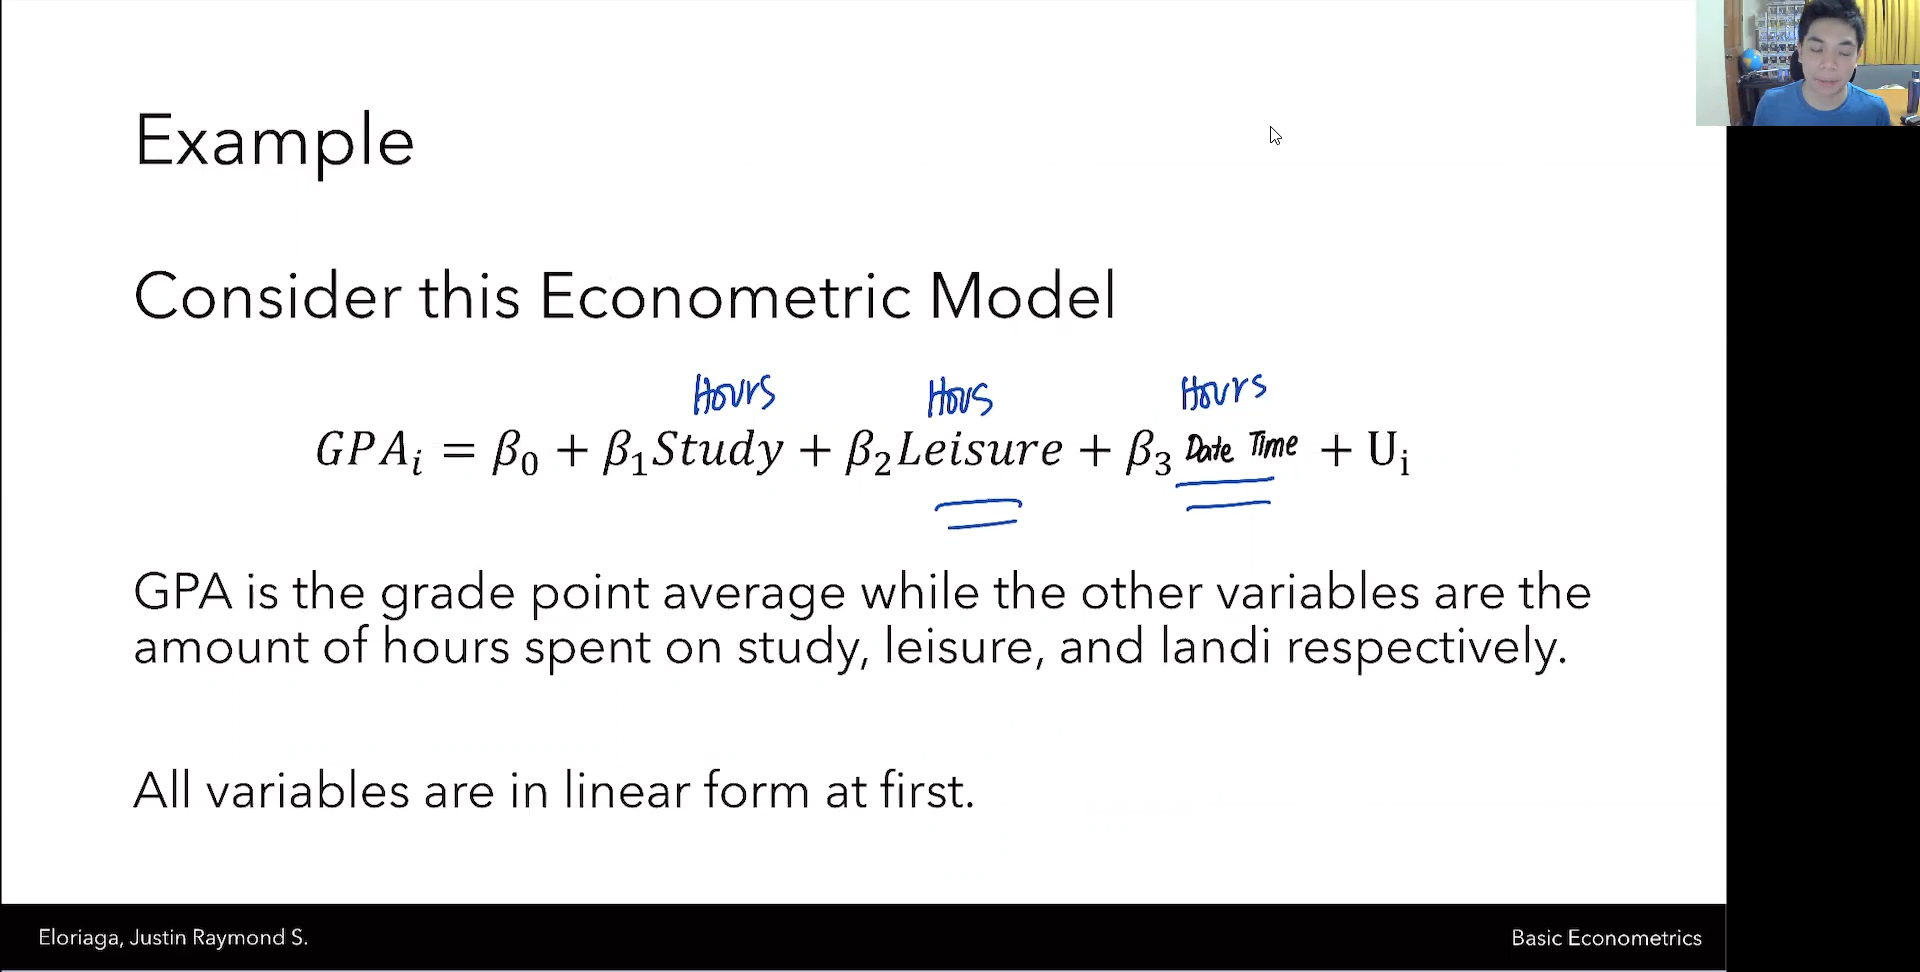 Example
Consider this Econometric Model
Hours Hous Hours
GPAᵢ = β₀ + β₁Study + β₂Leisure + β₃ Date Time + Uᵢ
GPA is the grade point average while the other variables are the
amount of hours spent on study, leisure, and landi respectively.
All variables are in linear form at first.
Eloriaga, Justin Raymond S.
Basic Econometrics